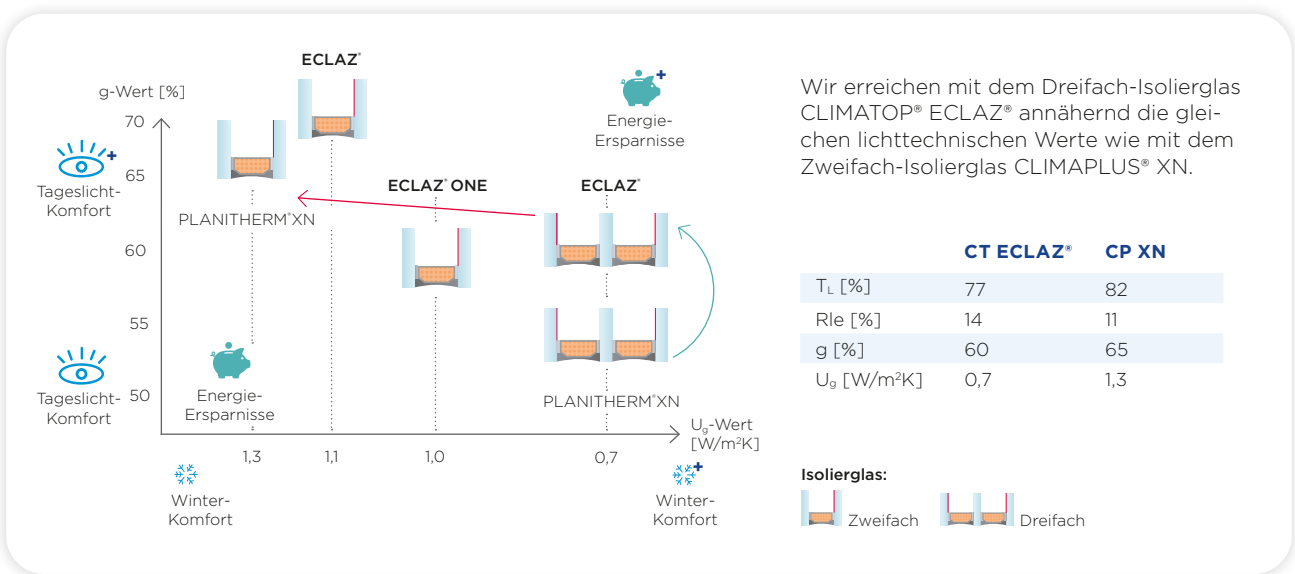 ECLAZ®
g-Wert [%]
70
65
60
55
50
Tageslicht-
Komfort
Tageslicht-
Komfort
PLANITHERM®XN
ECLAZ® ONE
ECLAZ®
Energie-
Ersparnisse
Energie-
Ersparnisse
PLANITHERM®XN
Ug-Wert
[W/m²K]
1,3
1,1
1,0
0,7
Winter-
Komfort
Winter-
Komfort
Wir erreichen mit dem Dreifach-Isolierglas
CLIMATOP® ECLAZ® annähernd die glei-
chen lichttechnischen Werte wie mit dem
Zweifach-Isolierglas CLIMAPLUS® XN.
CT ECLAZ® CP XN
TL [%] 77 82
Rle [%] 14 11
g [%] 60 65
Ug [W/m²K] 0,7 1,3
Isolierglas:
Zweifach Dreifach